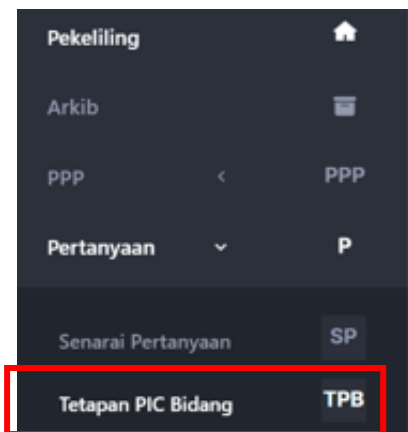 Pekeliling
Arkib
PPP < PPP
Pertanyaan P
Senarai Pertanyaan SP
Tetapan PIC Bidang TPB